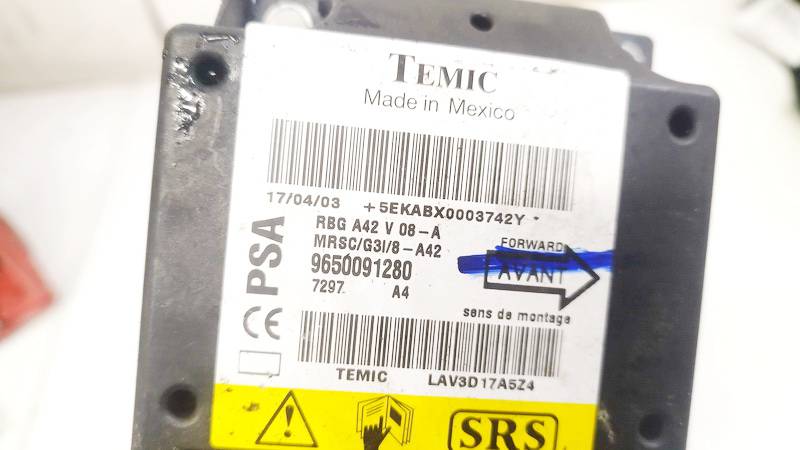 TEMIC
Made in Mexico
17/04/03 +5EKABX0003742Y*
RBG A42 V 08-A
MRSC/G3I/8-A42
9650091280
7297 A4
PSA
CE
FORWARD
AVANT
sens de montage
TEMIC LAV3D17A5Z4
SRS